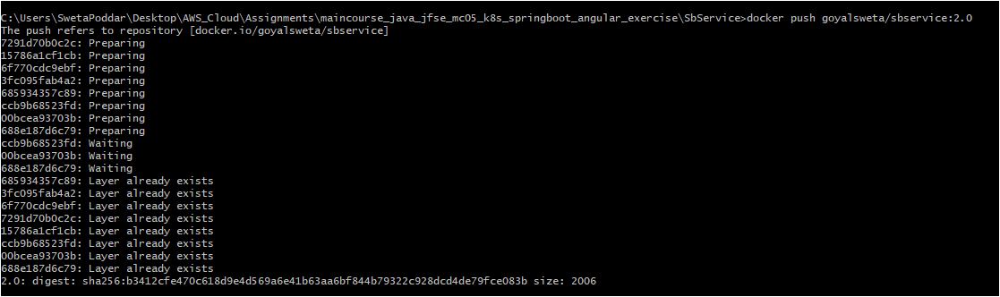 C:\Users\SwetaPoddar\Desktop\AWS_Cloud\Assignments\maincourse_java_jfse_mc05_k8s_springboot_angular_exercise\SbService>docker push goyalsweta/sbservice:2.0
The push refers to repository [docker.io/goyalsweta/sbservice]
7291d70b0c2c: Preparing
15786a1cf1cb: Preparing
6f770cdc9ebf: Preparing
3fc095fab4a2: Preparing
685934357c89: Preparing
ccb9b68523fd: Preparing
00bcea93703b: Preparing
688e187d6c79: Preparing
ccb9b68523fd: Waiting
00bcea93703b: Waiting
688e187d6c79: Waiting
685934357c89: Layer already exists
3fc095fab4a2: Layer already exists
6f770cdc9ebf: Layer already exists
7291d70b0c2c: Layer already exists
15786a1cf1cb: Layer already exists
ccb9b68523fd: Layer already exists
00bcea93703b: Layer already exists
688e187d6c79: Layer already exists
2.0: digest: sha256:b3412cfe470c618d9e4d569a6e41b63aa6bf844b79322c928dcd4de79fce083b size: 2006